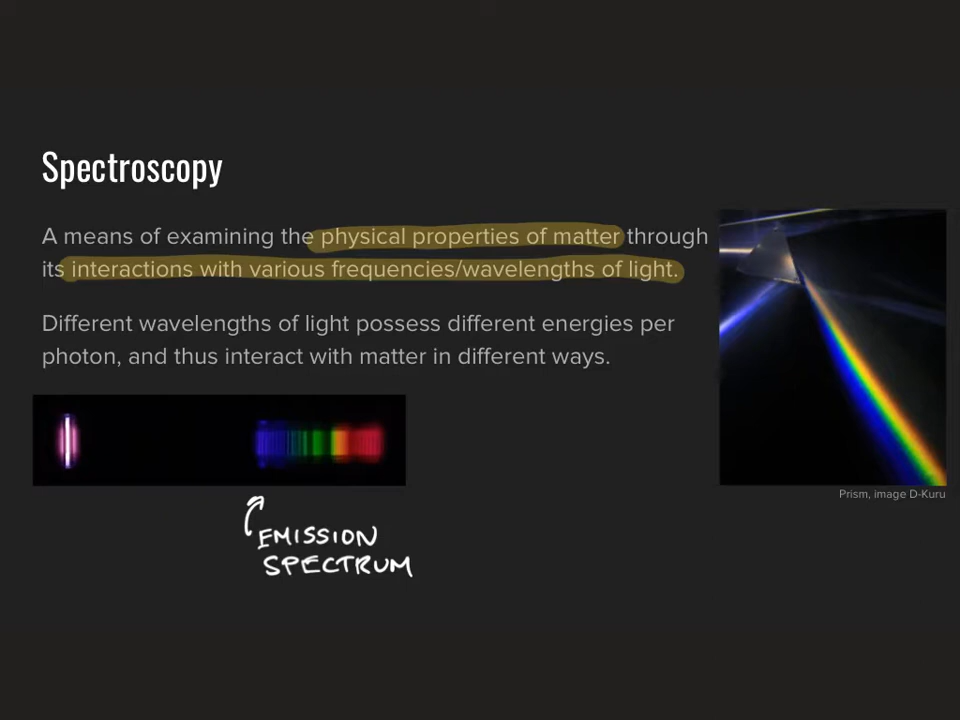 Spectroscopy
A means of examining the physical properties of matter through
its interactions with various frequencies/wavelengths of light.
Different wavelengths of light possess different energies per
photon, and thus interact with matter in different ways.
Prism, image D-Kuru
EMISSION
SPECTRUM